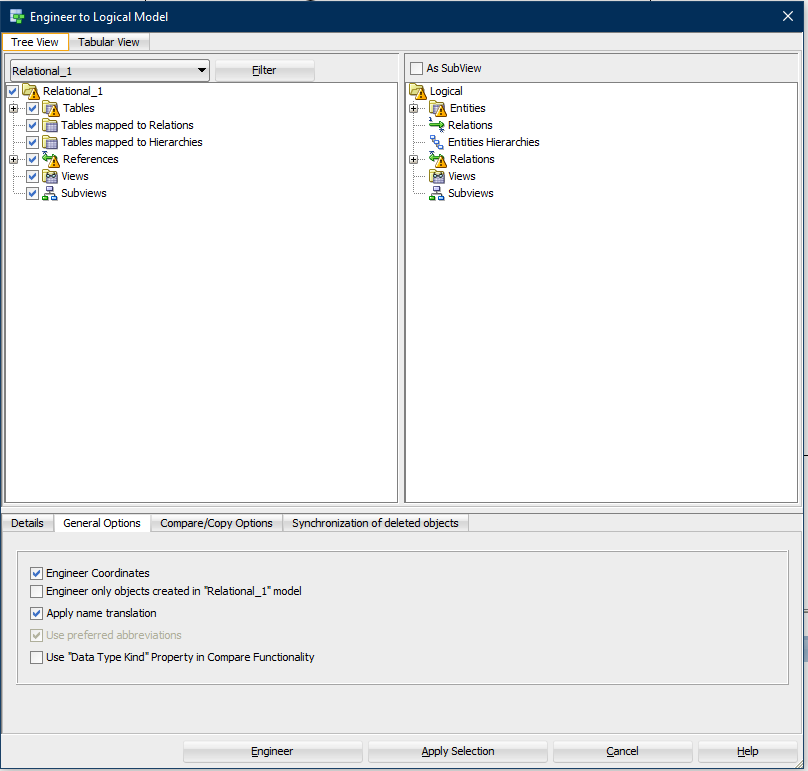 Engineer to Logical Model
Tree View
Tabular View
Relational_1
Filter
As SubView
Relational_1
Tables
Tables mapped to Relations
Tables mapped to Hierarchies
References
Views
Subviews
Logical
Entities
Relations
Entities Hierarchies
Relations
Views
Subviews
Details
General Options
Compare/Copy Options
Synchronization of deleted objects
Engineer Coordinates
Engineer only objects created in "Relational_1" model
Apply name translation
Use preferred abbreviations
Use "Data Type Kind" Property in Compare Functionality
Engineer
Apply Selection
Cancel
Help